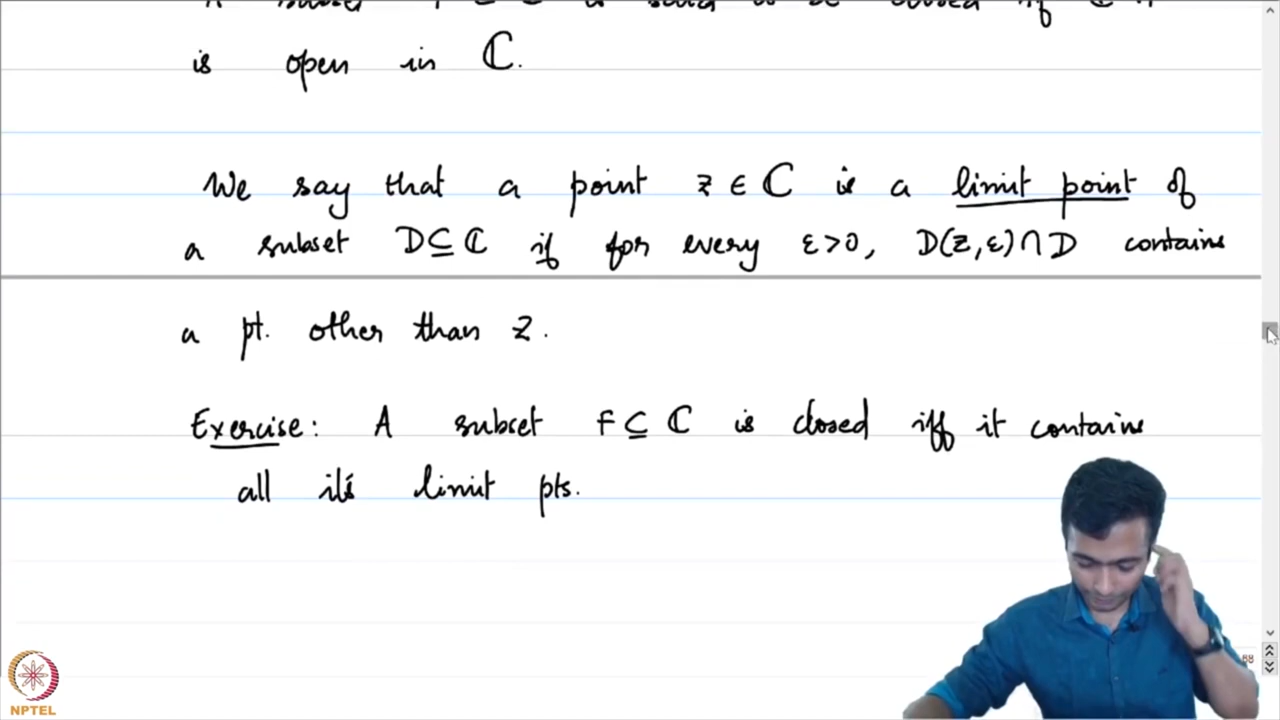 is open in ℂ.
We say that a point z ∈ ℂ is a limit point of
a subset D ⊆ ℂ if for every ε>0, D(z,ε)∩D contains
a pt. other than z.
Exercise: A subset F ⊆ ℂ is closed iff it contains
all it's limit pts.
NPTEL